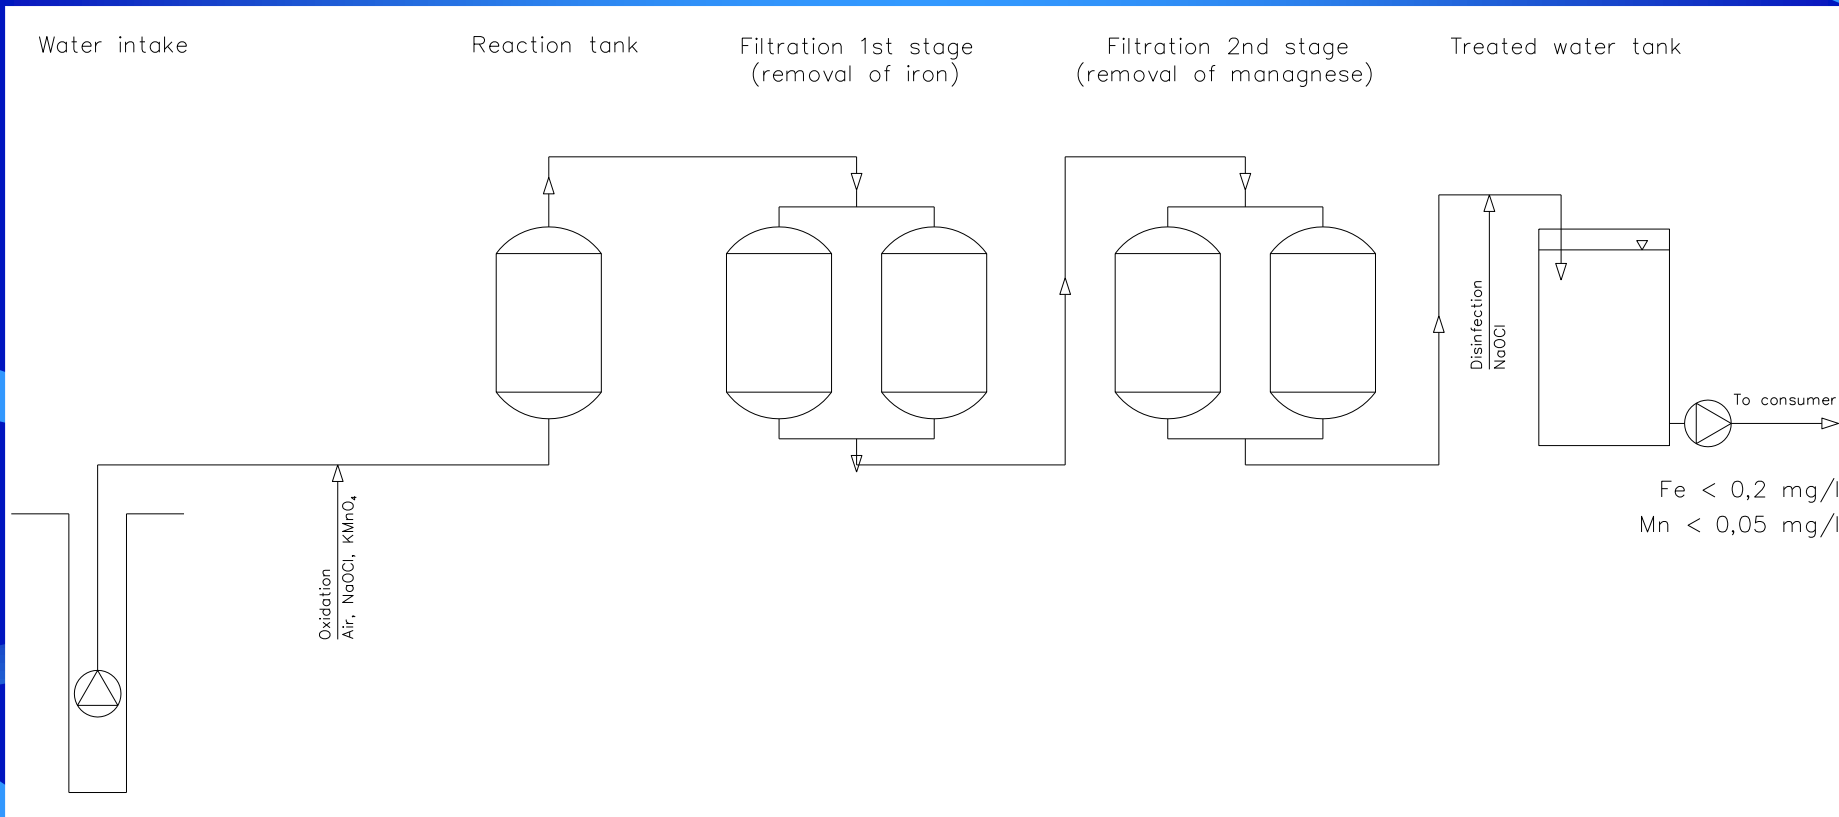 Water intake
Reaction tank
Filtration 1st stage
(removal of iron)
Filtration 2nd stage
(removal of managnese)
Treated water tank
Oxidation
Air, NaOCl, KMnO₄
Disinfection
NaOCl
To consumer
Fe < 0,2 mg/l
Mn < 0,05 mg/l